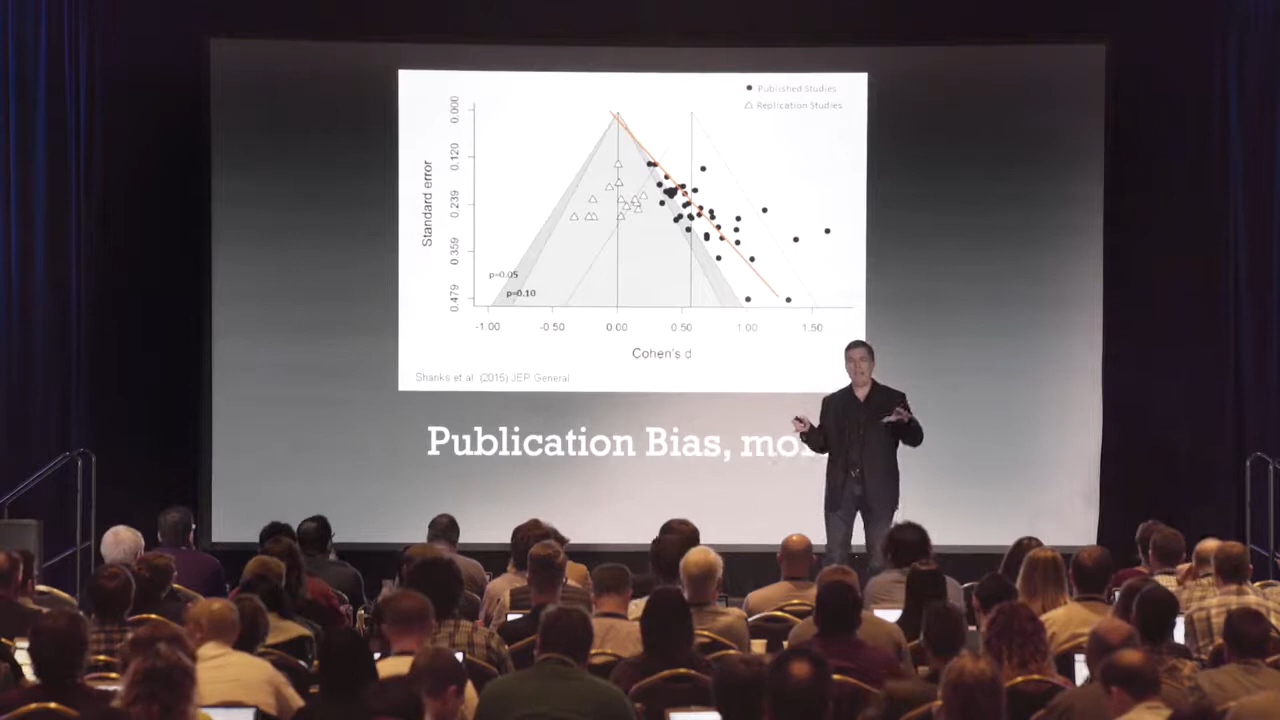 Published Studies
Replication Studies
0.000
0.120
0.239
0.359
0.479
Standard error
p=0.05
p=0.10
-1.00
-0.50
0.00
0.50
1.00
1.50
Cohen's d
Shanks et al. (2015) JEP General
Publication Bias,